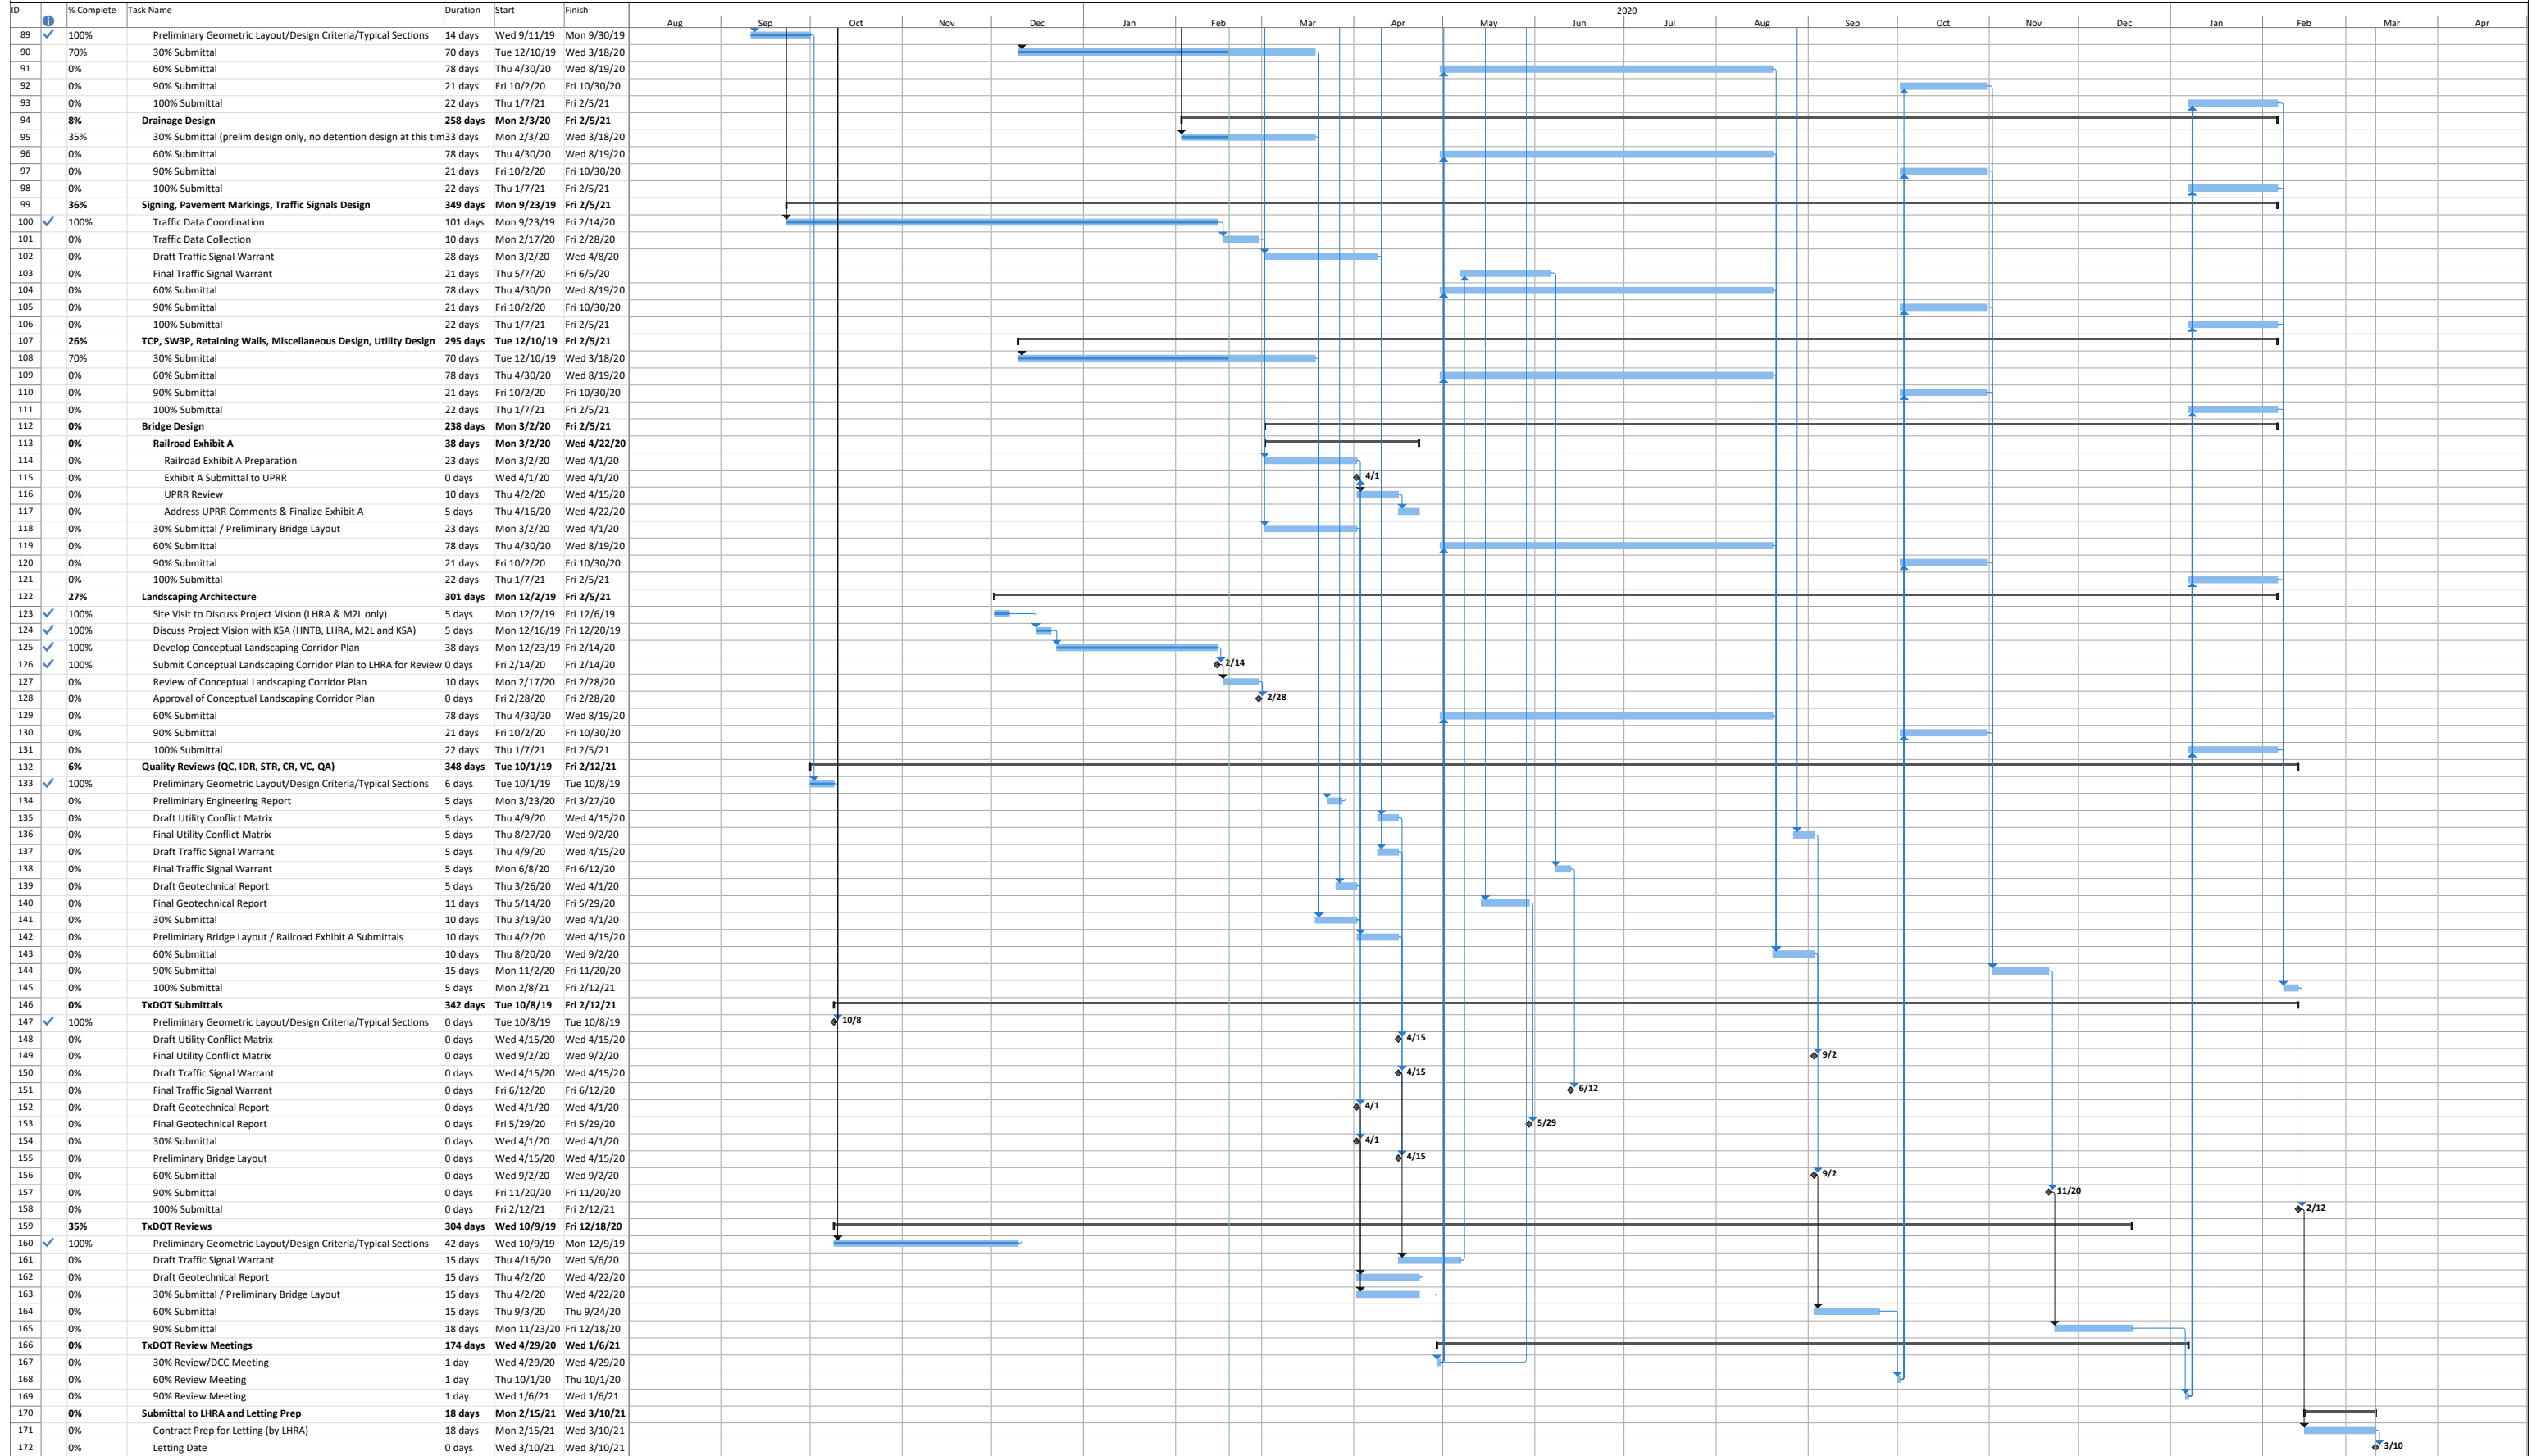 ID % Complete Task Name Duration Start Finish
2020
Aug Sep Oct Nov Dec Jan Feb Mar Apr May Jun Jul Aug Sep Oct Nov Dec Jan Feb Mar Apr
89 100% Preliminary Geometric Layout/Design Criteria/Typical Sections 14 days Wed 9/11/19 Mon 9/30/19
90 70% 30% Submittal 70 days Tue 12/10/19 Wed 3/18/20
91 0% 60% Submittal 78 days Thu 4/30/20 Wed 8/19/20
92 0% 90% Submittal 21 days Fri 10/2/20 Fri 10/30/20
93 0% 100% Submittal 22 days Thu 1/7/21 Fri 2/5/21
94 8% Drainage Design 258 days Mon 2/3/20 Fri 2/5/21
95 35% 30% Submittal (prelim design only, no detention design at this tim 33 days Mon 2/3/20 Wed 3/18/20
96 0% 60% Submittal 78 days Thu 4/30/20 Wed 8/19/20
97 0% 90% Submittal 21 days Fri 10/2/20 Fri 10/30/20
98 0% 100% Submittal 22 days Thu 1/7/21 Fri 2/5/21
99 36% Signing, Pavement Markings, Traffic Signals Design 349 days Mon 9/23/19 Fri 2/5/21
100 100% Traffic Data Coordination 101 days Mon 9/23/19 Fri 2/14/20
101 0% Traffic Data Collection 10 days Mon 2/17/20 Fri 2/28/20
102 0% Draft Traffic Signal Warrant 28 days Mon 3/2/20 Wed 4/8/20
103 0% Final Traffic Signal Warrant 21 days Thu 5/7/20 Fri 6/5/20
104 0% 60% Submittal 78 days Thu 4/30/20 Wed 8/19/20
105 0% 90% Submittal 21 days Fri 10/2/20 Fri 10/30/20
106 0% 100% Submittal 22 days Thu 1/7/21 Fri 2/5/21
107 26% TCP, SW3P, Retaining Walls, Miscellaneous Design, Utility Design 295 days Tue 12/10/19 Fri 2/5/21
108 70% 30% Submittal 70 days Tue 12/10/19 Wed 3/18/20
109 0% 60% Submittal 78 days Thu 4/30/20 Wed 8/19/20
110 0% 90% Submittal 21 days Fri 10/2/20 Fri 10/30/20
111 0% 100% Submittal 22 days Thu 1/7/21 Fri 2/5/21
112 0% Bridge Design 238 days Mon 3/2/20 Fri 2/5/21
113 0% Railroad Exhibit A 38 days Mon 3/2/20 Wed 4/22/20
114 0% Railroad Exhibit A Preparation 23 days Mon 3/2/20 Wed 4/1/20
115 0% Exhibit A Submittal to UPRR 0 days Wed 4/1/20 Wed 4/1/20 4/1
116 0% UPRR Review 10 days Thu 4/2/20 Wed 4/15/20
117 0% Address UPRR Comments & Finalize Exhibit A 5 days Thu 4/16/20 Wed 4/22/20
118 0% 30% Submittal / Preliminary Bridge Layout 23 days Mon 3/2/20 Wed 4/1/20
119 0% 60% Submittal 78 days Thu 4/30/20 Wed 8/19/20
120 0% 90% Submittal 21 days Fri 10/2/20 Fri 10/30/20
121 0% 100% Submittal 22 days Thu 1/7/21 Fri 2/5/21
122 27% Landscaping Architecture 301 days Mon 12/2/19 Fri 2/5/21
123 100% Site Visit to Discuss Project Vision (LHRA & M2L only) 5 days Mon 12/2/19 Fri 12/6/19
124 100% Discuss Project Vision with KSA (HNTB, LHRA, M2L and KSA) 5 days Mon 12/16/19 Fri 12/20/19
125 100% Develop Conceptual Landscaping Corridor Plan 38 days Mon 12/23/19 Fri 2/14/20
126 100% Submit Conceptual Landscaping Corridor Plan to LHRA for Review 0 days Fri 2/14/20 Fri 2/14/20 2/14
127 0% Review of Conceptual Landscaping Corridor Plan 10 days Mon 2/17/20 Fri 2/28/20
128 0% Approval of Conceptual Landscaping Corridor Plan 0 days Fri 2/28/20 Fri 2/28/20 2/28
129 0% 60% Submittal 78 days Thu 4/30/20 Wed 8/19/20
130 0% 90% Submittal 21 days Fri 10/2/20 Fri 10/30/20
131 0% 100% Submittal 22 days Thu 1/7/21 Fri 2/5/21
132 6% Quality Reviews (QC, IDR, STR, CR, VC, QA) 348 days Tue 10/1/19 Fri 2/12/21
133 100% Preliminary Geometric Layout/Design Criteria/Typical Sections 6 days Tue 10/1/19 Tue 10/8/19
134 0% Preliminary Engineering Report 5 days Mon 3/23/20 Fri 3/27/20
135 0% Draft Utility Conflict Matrix 5 days Thu 4/9/20 Wed 4/15/20
136 0% Final Utility Conflict Matrix 5 days Thu 8/27/20 Wed 9/2/20
137 0% Draft Traffic Signal Warrant 5 days Thu 4/9/20 Wed 4/15/20
138 0% Final Traffic Signal Warrant 5 days Mon 6/8/20 Fri 6/12/20
139 0% Draft Geotechnical Report 5 days Thu 3/26/20 Wed 4/1/20
140 0% Final Geotechnical Report 11 days Thu 5/14/20 Fri 5/29/20
141 0% 30% Submittal 10 days Thu 3/19/20 Wed 4/1/20
142 0% Preliminary Bridge Layout / Railroad Exhibit A Submittals 10 days Thu 4/2/20 Wed 4/15/20
143 0% 60% Submittal 10 days Thu 8/20/20 Wed 9/2/20
144 0% 90% Submittal 15 days Mon 11/2/20 Fri 11/20/20
145 0% 100% Submittal 5 days Mon 2/8/21 Fri 2/12/21
146 0% TxDOT Submittals 342 days Tue 10/8/19 Fri 2/12/21
147 100% Preliminary Geometric Layout/Design Criteria/Typical Sections 0 days Tue 10/8/19 Tue 10/8/19 10/8
148 0% Draft Utility Conflict Matrix 0 days Wed 4/15/20 Wed 4/15/20 4/15
149 0% Final Utility Conflict Matrix 0 days Wed 9/2/20 Wed 9/2/20 9/2
150 0% Draft Traffic Signal Warrant 0 days Wed 4/15/20 Wed 4/15/20 4/15
151 0% Final Traffic Signal Warrant 0 days Fri 6/12/20 Fri 6/12/20 6/12
152 0% Draft Geotechnical Report 0 days Wed 4/1/20 Wed 4/1/20 4/1
153 0% Final Geotechnical Report 0 days Fri 5/29/20 Fri 5/29/20 5/29
154 0% 30% Submittal 0 days Wed 4/1/20 Wed 4/1/20 4/1
155 0% Preliminary Bridge Layout 0 days Wed 4/15/20 Wed 4/15/20 4/15
156 0% 60% Submittal 0 days Wed 9/2/20 Wed 9/2/20 9/2
157 0% 90% Submittal 0 days Fri 11/20/20 Fri 11/20/20 11/20
158 0% 100% Submittal 0 days Fri 2/12/21 Fri 2/12/21 2/12
159 35% TxDOT Reviews 304 days Wed 10/9/19 Fri 12/18/20
160 100% Preliminary Geometric Layout/Design Criteria/Typical Sections 42 days Wed 10/9/19 Mon 12/9/19
161 0% Draft Traffic Signal Warrant 15 days Thu 4/16/20 Wed 5/6/20
162 0% Draft Geotechnical Report 15 days Thu 4/2/20 Wed 4/22/20
163 0% 30% Submittal / Preliminary Bridge Layout 15 days Thu 4/2/20 Wed 4/22/20
164 0% 60% Submittal 15 days Thu 9/3/20 Thu 9/24/20
165 0% 90% Submittal 18 days Mon 11/23/20 Fri 12/18/20
166 0% TxDOT Review Meetings 174 days Wed 4/29/20 Wed 1/6/21
167 0% 30% Review/DCC Meeting 1 day Wed 4/29/20 Wed 4/29/20
168 0% 60% Review Meeting 1 day Thu 10/1/20 Thu 10/1/20
169 0% 90% Review Meeting 1 day Wed 1/6/21 Wed 1/6/21
170 0% Submittal to LHRA and Letting Prep 18 days Mon 2/15/21 Wed 3/10/21
171 0% Contract Prep for Letting (by LHRA) 18 days Mon 2/15/21 Wed 3/10/21
172 0% Letting Date 0 days Wed 3/10/21 Wed 3/10/21 3/10